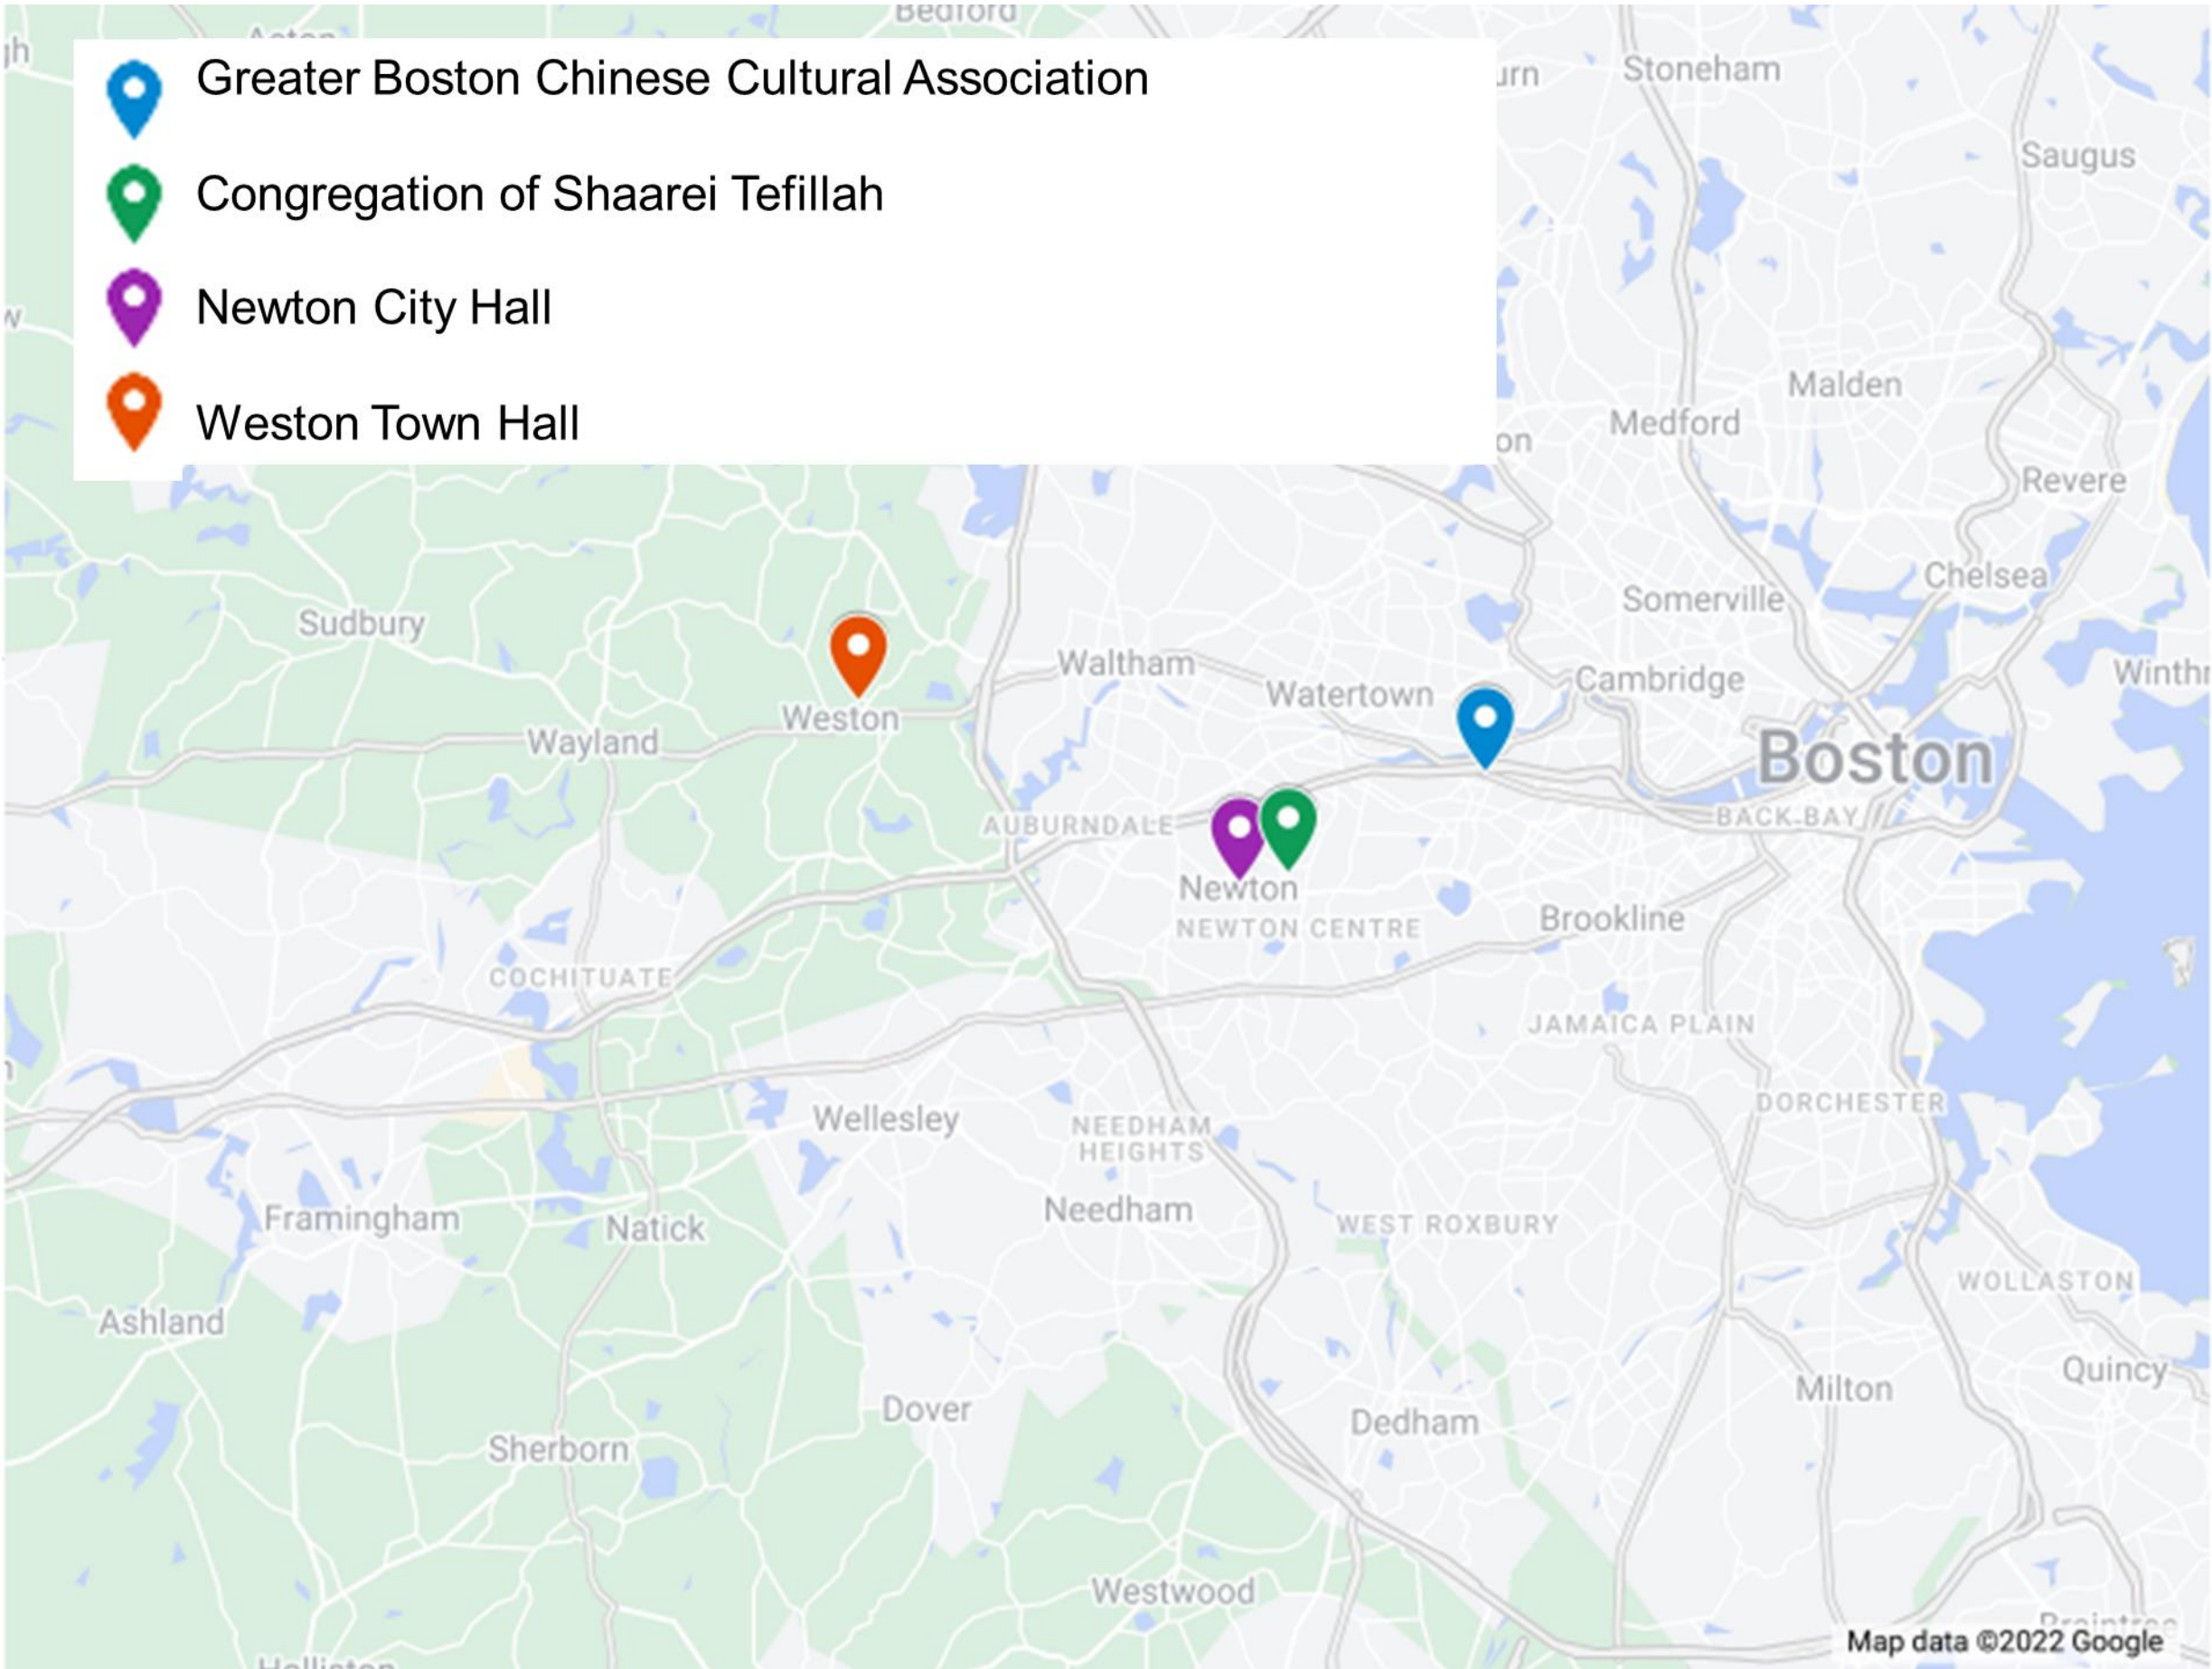 Bedford
Greater Boston Chinese Cultural Association
Congregation of Shaarei Tefillah
Newton City Hall
Weston Town Hall
Stoneham
Saugus
Malden
Medford
Revere
Chelsea
Somerville
Sudbury
Waltham
Watertown
Cambridge
Weston
Wayland
Boston
BACK BAY
AUBURNDALE
Newton
NEWTON CENTRE
Brookline
COCHITUATE
JAMAICA PLAIN
DORCHESTER
Wellesley
NEEDHAM
HEIGHTS
Needham
WEST ROXBURY
Framingham
Natick
WOLLASTON
Ashland
Quincy
Milton
Dover
Dedham
Sherborn
Westwood
Braintree
Map data ©2022 Google